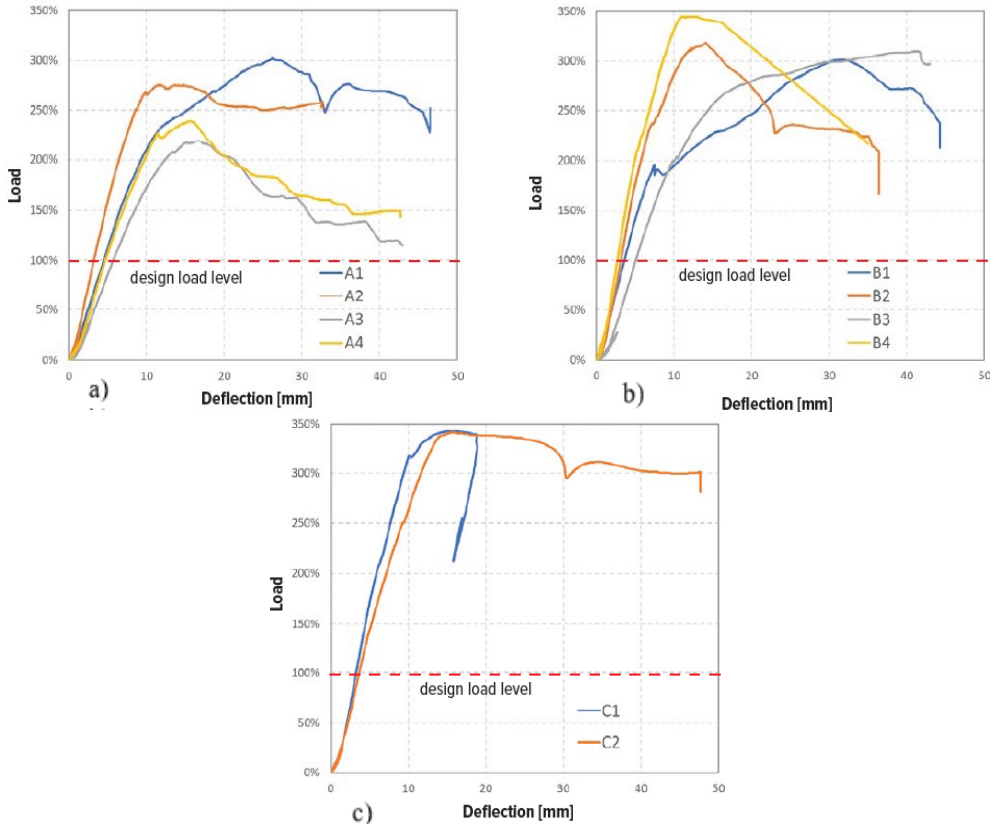 350%
300%
250%
200%
150%
100%
50%
0%
Load
design load level
A1
A2
A3
A4
0 10 20 30 40 50
Deflection [mm]
a)
350%
300%
250%
200%
150%
100%
50%
0%
Load
design load level
B1
B2
B3
B4
0 10 20 30 40 50
Deflection [mm]
b)
350%
300%
250%
200%
150%
100%
50%
0%
Load
design load level
C1
C2
0 10 20 30 40 50
Deflection [mm]
c)